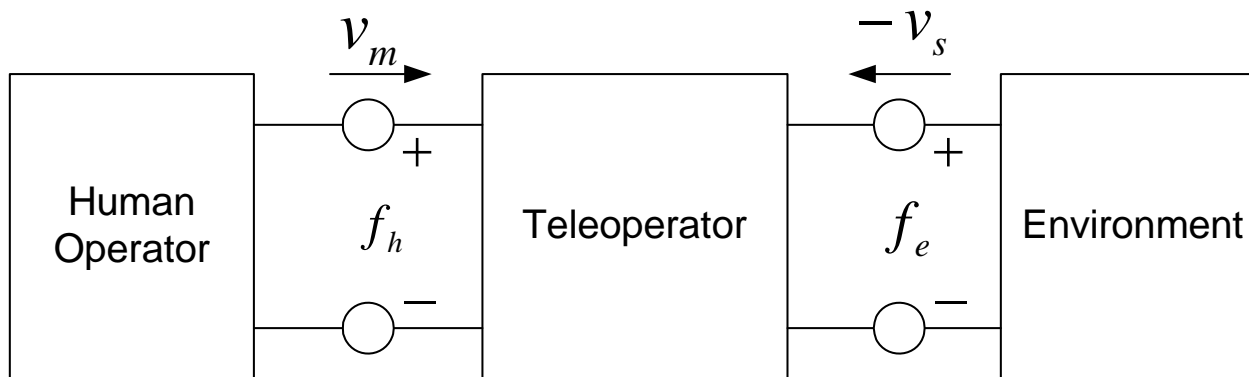 v_m
− v_s
+
+
Human
Operator
f_h
Teleoperator
f_e
Environment
−
−